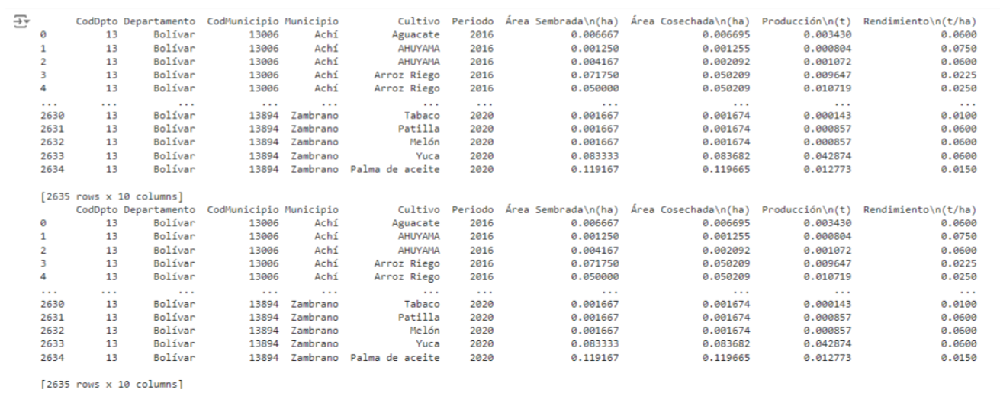 CodDpto Departamento CodMunicipio Municipio Cultivo Periodo Área Sembrada\n(ha) Área Cosechada\n(ha) Producción\n(t) Rendimiento\n(t/ha)
0 13 Bolívar 13006 Achí Aguacate 2016 0.006667 0.006695 0.003430 0.0600
1 13 Bolívar 13006 Achí AHUYAMA 2016 0.001250 0.001255 0.000804 0.0750
2 13 Bolívar 13006 Achí AHUYAMA 2016 0.004167 0.002092 0.001072 0.0600
3 13 Bolívar 13006 Achí Arroz Riego 2016 0.071750 0.050209 0.009647 0.0225
4 13 Bolívar 13006 Achí Arroz Riego 2016 0.050000 0.050209 0.010719 0.0250
... ... ... ... ... ... ... ... ... ... ...
2630 13 Bolívar 13894 Zambrano Tabaco 2020 0.001667 0.001674 0.000143 0.0100
2631 13 Bolívar 13894 Zambrano Patilla 2020 0.001667 0.001674 0.000857 0.0600
2632 13 Bolívar 13894 Zambrano Melón 2020 0.001667 0.001674 0.000857 0.0600
2633 13 Bolívar 13894 Zambrano Yuca 2020 0.083333 0.083682 0.042874 0.0600
2634 13 Bolívar 13894 Zambrano Palma de aceite 2020 0.119167 0.119665 0.012773 0.0150
[2635 rows x 10 columns]
CodDpto Departamento CodMunicipio Municipio Cultivo Periodo Área Sembrada\n(ha) Área Cosechada\n(ha) Producción\n(t) Rendimiento\n(t/ha)
0 13 Bolívar 13006 Achí Aguacate 2016 0.006667 0.006695 0.003430 0.0600
1 13 Bolívar 13006 Achí AHUYAMA 2016 0.001250 0.001255 0.000804 0.0750
2 13 Bolívar 13006 Achí AHUYAMA 2016 0.004167 0.002092 0.001072 0.0600
3 13 Bolívar 13006 Achí Arroz Riego 2016 0.071750 0.050209 0.009647 0.0225
4 13 Bolívar 13006 Achí Arroz Riego 2016 0.050000 0.050209 0.010719 0.0250
... ... ... ... ... ... ... ... ... ... ...
2630 13 Bolívar 13894 Zambrano Tabaco 2020 0.001667 0.001674 0.000143 0.0100
2631 13 Bolívar 13894 Zambrano Patilla 2020 0.001667 0.001674 0.000857 0.0600
2632 13 Bolívar 13894 Zambrano Melón 2020 0.001667 0.001674 0.000857 0.0600
2633 13 Bolívar 13894 Zambrano Yuca 2020 0.083333 0.083682 0.042874 0.0600
2634 13 Bolívar 13894 Zambrano Palma de aceite 2020 0.119167 0.119665 0.012773 0.0150
[2635 rows x 10 columns]